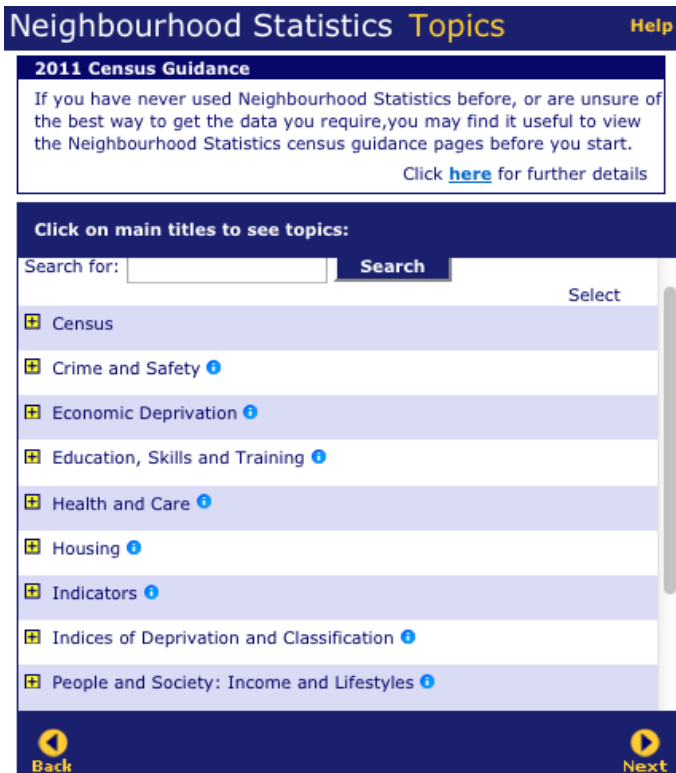 Neighbourhood Statistics Topics Help
2011 Census Guidance
If you have never used Neighbourhood Statistics before, or are unsure of
the best way to get the data you require,you may find it useful to view
the Neighbourhood Statistics census guidance pages before you start.
Click here for further details
Click on main titles to see topics:
Search for: Search
Select
Census
Crime and Safety
Economic Deprivation
Education, Skills and Training
Health and Care
Housing
Indicators
Indices of Deprivation and Classification
People and Society: Income and Lifestyles
Back Next